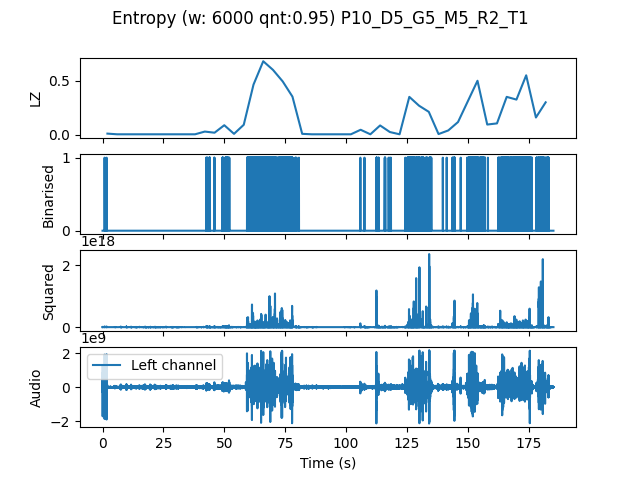 Entropy (w: 6000 qnt:0.95) P10_D5_G5_M5_R2_T1
LZ
0.5
0.0
Binarised
1
0
1e18
Squared
2
0
1e9
Audio
2
0
−2
Left channel
0 25 50 75 100 125 150 175
Time (s)